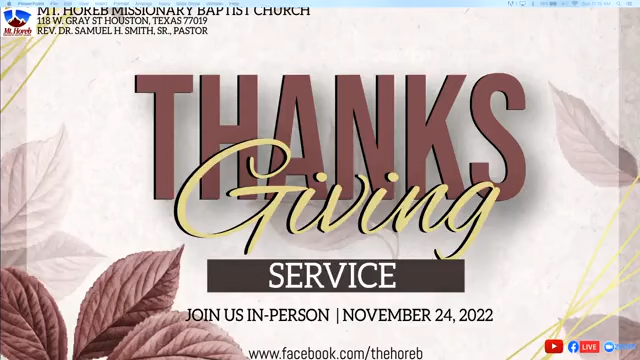 MT. HOREB MISSIONARY BAPTIST CHURCH
118 W. GRAY ST HOUSTON, TEXAS 77019
REV. DR. SAMUEL H. SMITH, SR., PASTOR
Mt. Horeb
THANKS
Giving
SERVICE
JOIN US IN-PERSON | NOVEMBER 24, 2022
LIVE
www.facebook.com/thehoreb